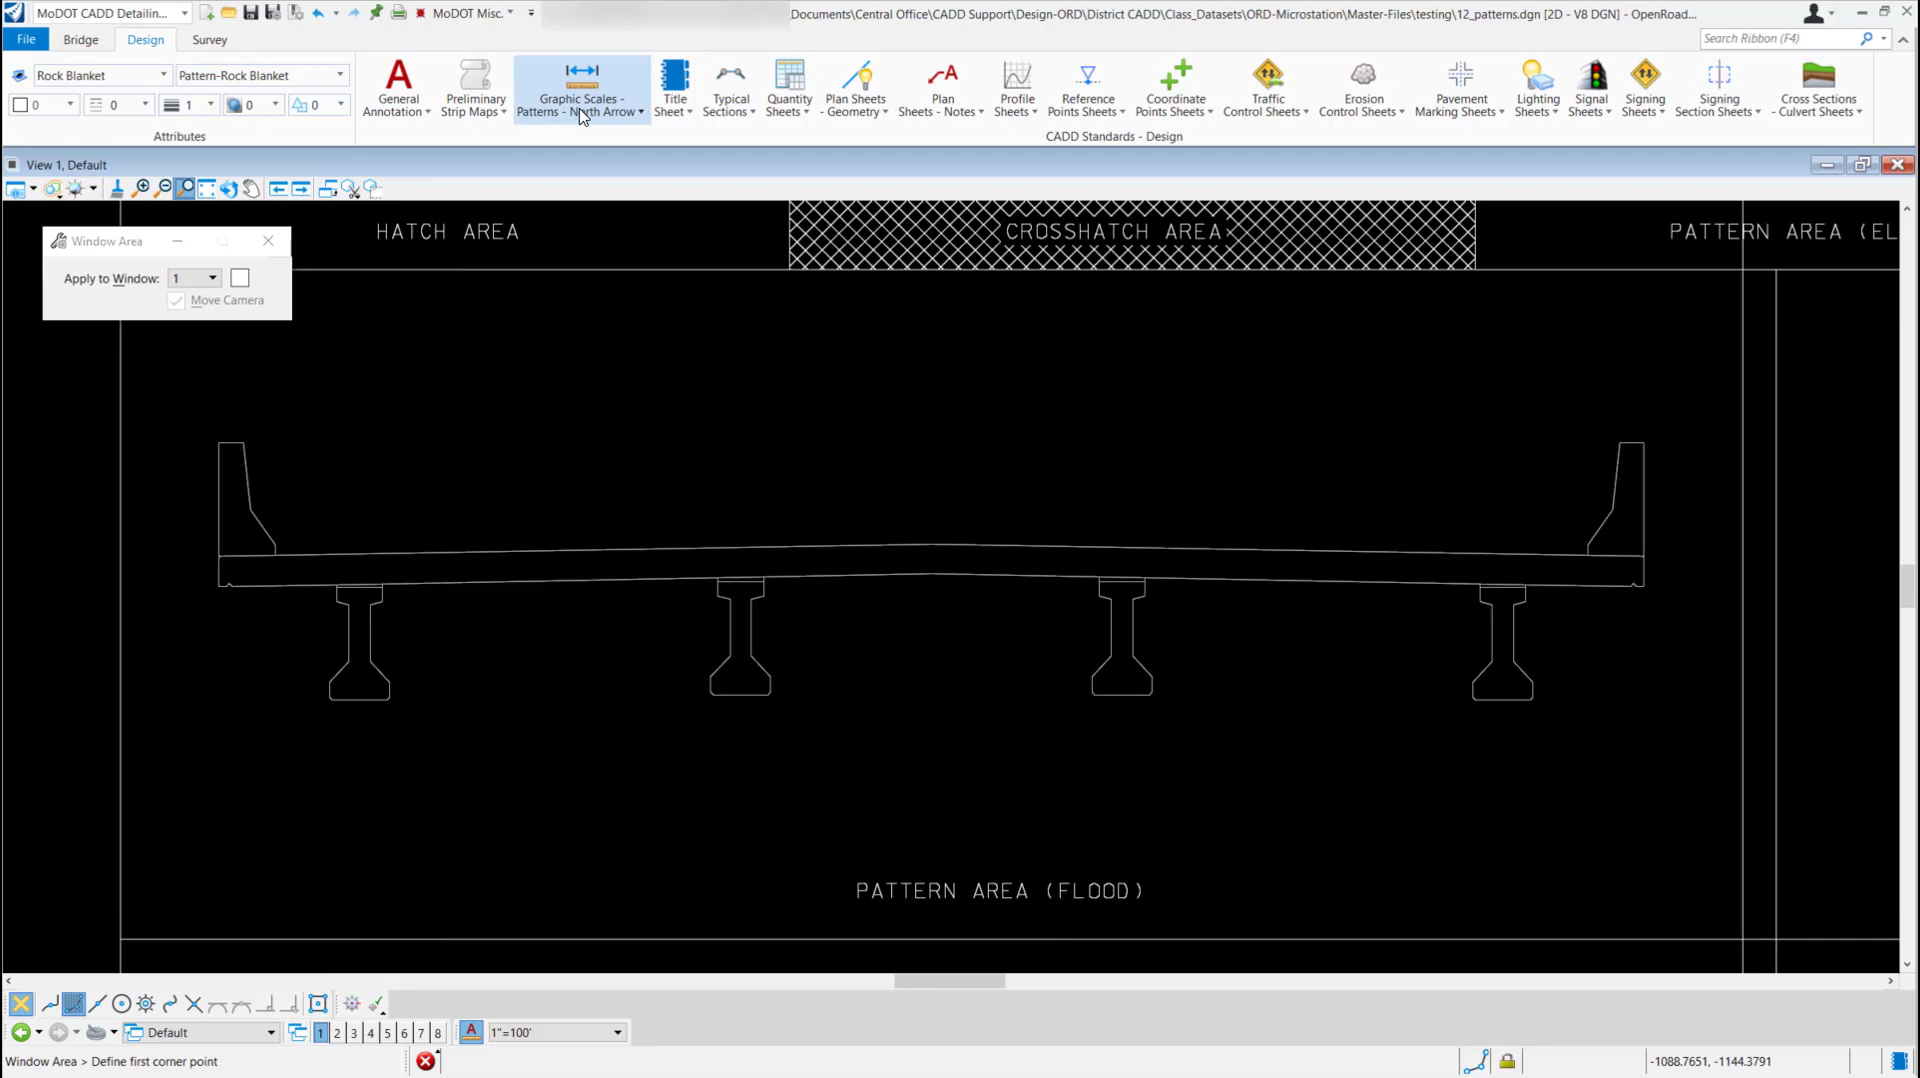 MoDOT CADD Detailin...
MoDOT Misc.
Documents\Central Office\CADD Support\Design-ORD\District CADD\Class_Datasets\ORD-Microstation\Master-Files\testing\12_patterns.dgn [2D - V8 DGN] - OpenRoad...
File
Bridge
Design
Survey
Search Ribbon (F4)
Rock Blanket
Pattern-Rock Blanket
0
0
1
0
0
Attributes
General
Annotation
Preliminary
Strip Maps
Graphic Scales -
Patterns - North Arrow
Title
Sheet
Typical
Sections
Quantity
Sheets
Plan Sheets
- Geometry
Plan
Sheets - Notes
Profile
Sheets
Reference
Points Sheets
Coordinate
Points Sheets
Traffic
Control Sheets
Erosion
Control Sheets
Pavement
Marking Sheets
Lighting
Sheets
Signal
Sheets
Signing
Sheets
Signing
Section Sheets
Cross Sections
- Culvert Sheets
CADD Standards - Design
View 1, Default
HATCH AREA
CROSSHATCH AREA
PATTERN AREA (EL
Window Area
Apply to Window:
1
Move Camera
PATTERN AREA (FLOOD)
Default
1 2 3 4 5 6 7 8
1"=100'
Window Area > Define first corner point
-1088.7651, -1144.3791